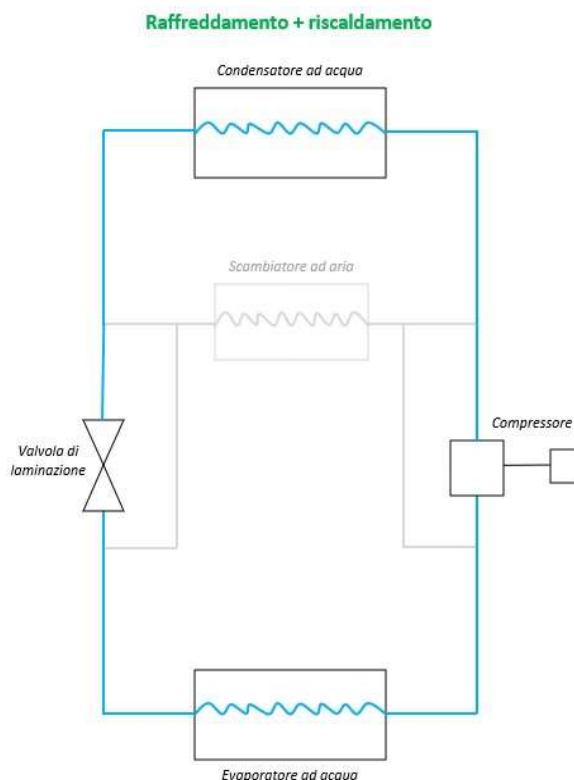 Raffreddamento + riscaldamento
Condensatore ad acqua
Scambiatore ad aria
Compressore
Valvola di
laminazione
Evaporatore ad acqua